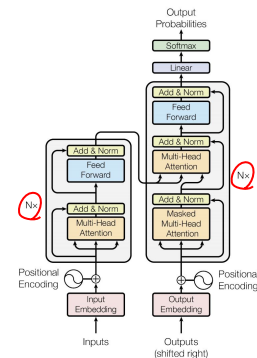 Output
Probabilities
Softmax
Linear
Add & Norm
Feed
Forward
Add & Norm
Multi-Head
Attention
Add & Norm
Masked
Multi-Head
Attention
Nx
Add & Norm
Feed
Forward
Add & Norm
Multi-Head
Attention
Nx
Positional
Encoding
Input
Embedding
Inputs
Output
Embedding
Outputs
(shifted right)
Positional
Encoding